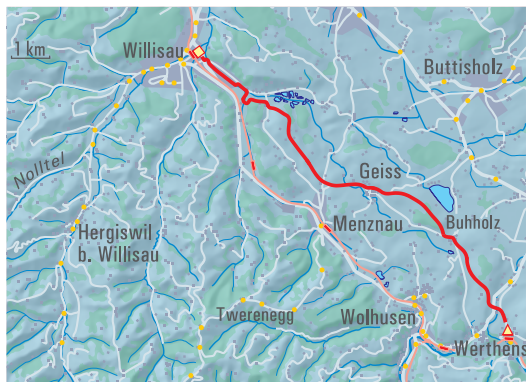 Willisau
1 km
Buttisholz
Nolltel
Geiss
Hergiswil
b. Willisau
Menznau
Buhholz
Twerenegg
Wolhusen
Werthens